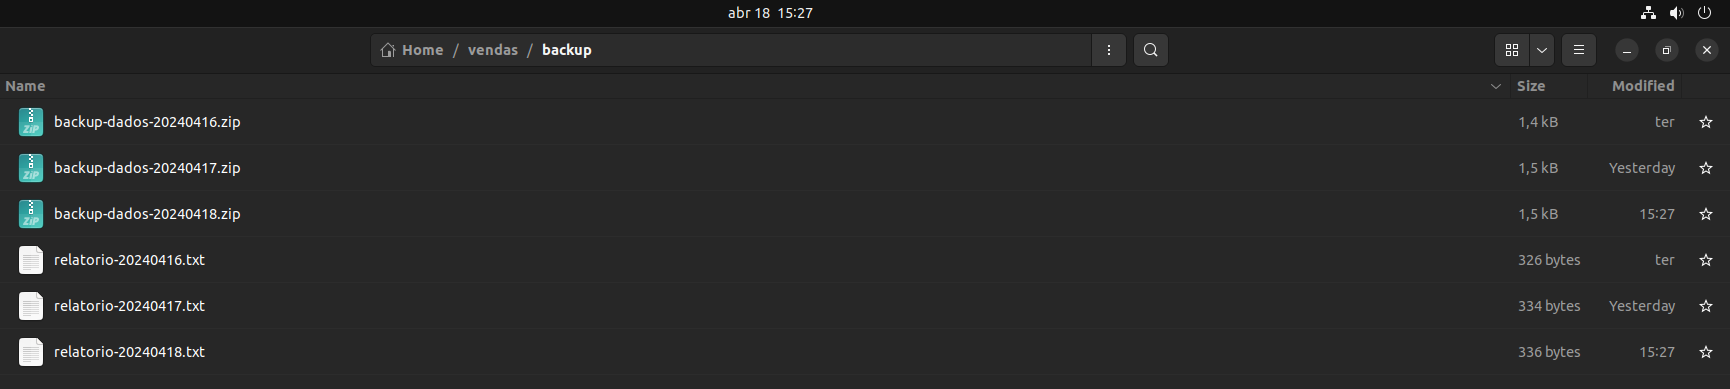 abr 18 15:27
Home / vendas / backup
Name Size Modified
backup-dados-20240416.zip 1,4 kB ter
backup-dados-20240417.zip 1,5 kB Yesterday
backup-dados-20240418.zip 1,5 kB 15:27
relatorio-20240416.txt 326 bytes ter
relatorio-20240417.txt 334 bytes Yesterday
relatorio-20240418.txt 336 bytes 15:27